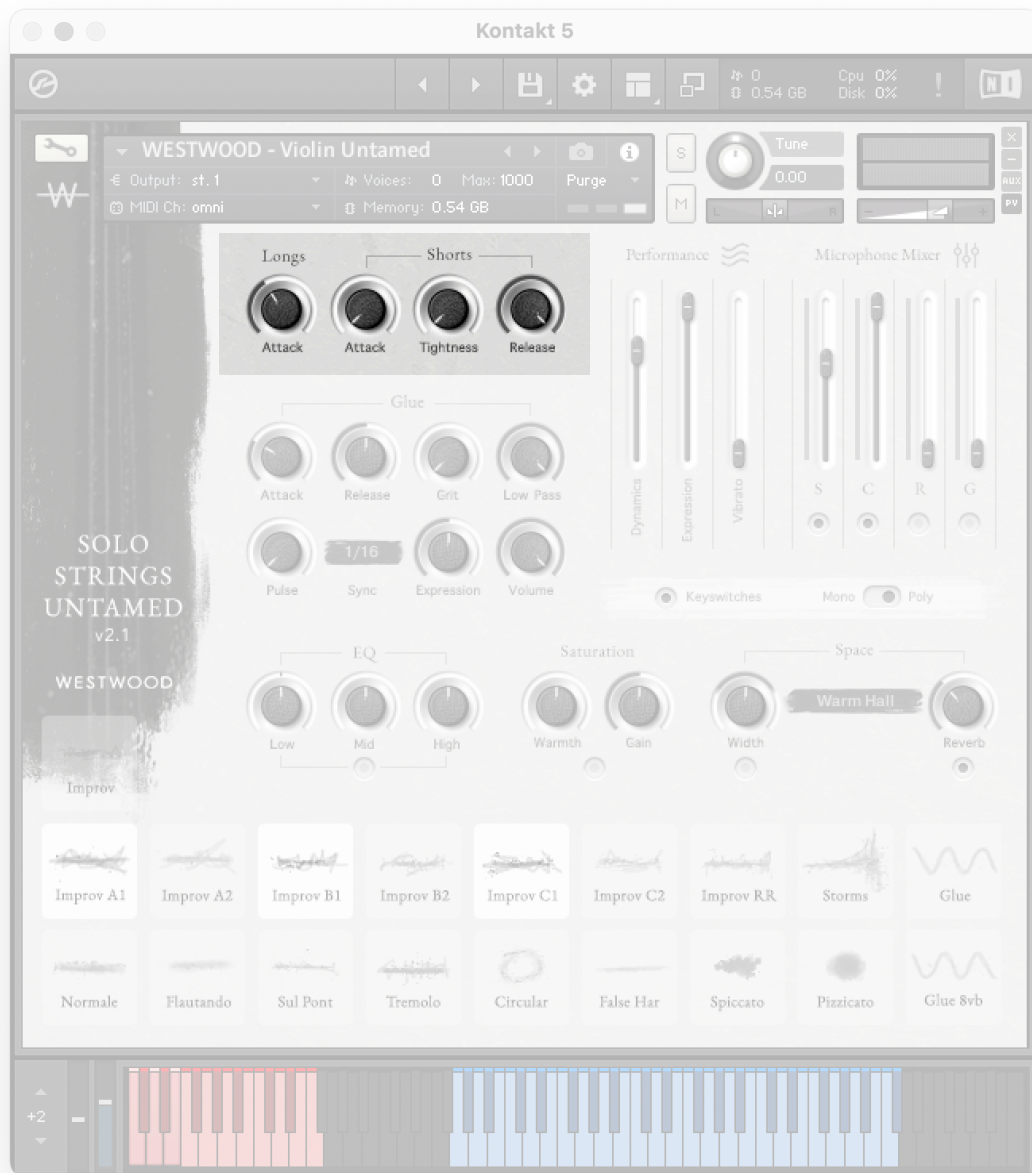 Kontakt 5
0
0.54 GB
Cpu 0%
Disk 0%
!
NI
WESTWOOD - Violin Untamed
Output: st. 1
Voices: 0 Max: 1000
Purge
MIDI Ch: omni
Memory: 0.54 GB
S
M
Tune
0.00
L
R
AUX
PV
W
Longs
Shorts
Attack
Attack
Tightness
Release
Performance
Microphone Mixer
Dynamics
Expression
Vibrato
S
C
R
G
Glue
Attack
Release
Grit
Low Pass
1/16
Pulse
Sync
Expression
Volume
Keyswitches
Mono
Poly
SOLO
STRINGS
UNTAMED
v2.1
WESTWOOD
EQ
Low
Mid
High
Saturation
Warmth
Gain
Space
Warm Hall
Width
Reverb
Improv
Improv A1
Improv A2
Improv B1
Improv B2
Improv C1
Improv C2
Improv RR
Storms
Glue
Normale
Flautando
Sul Pont
Tremolo
Circular
False Har
Spiccato
Pizzicato
Glue 8vb
+2